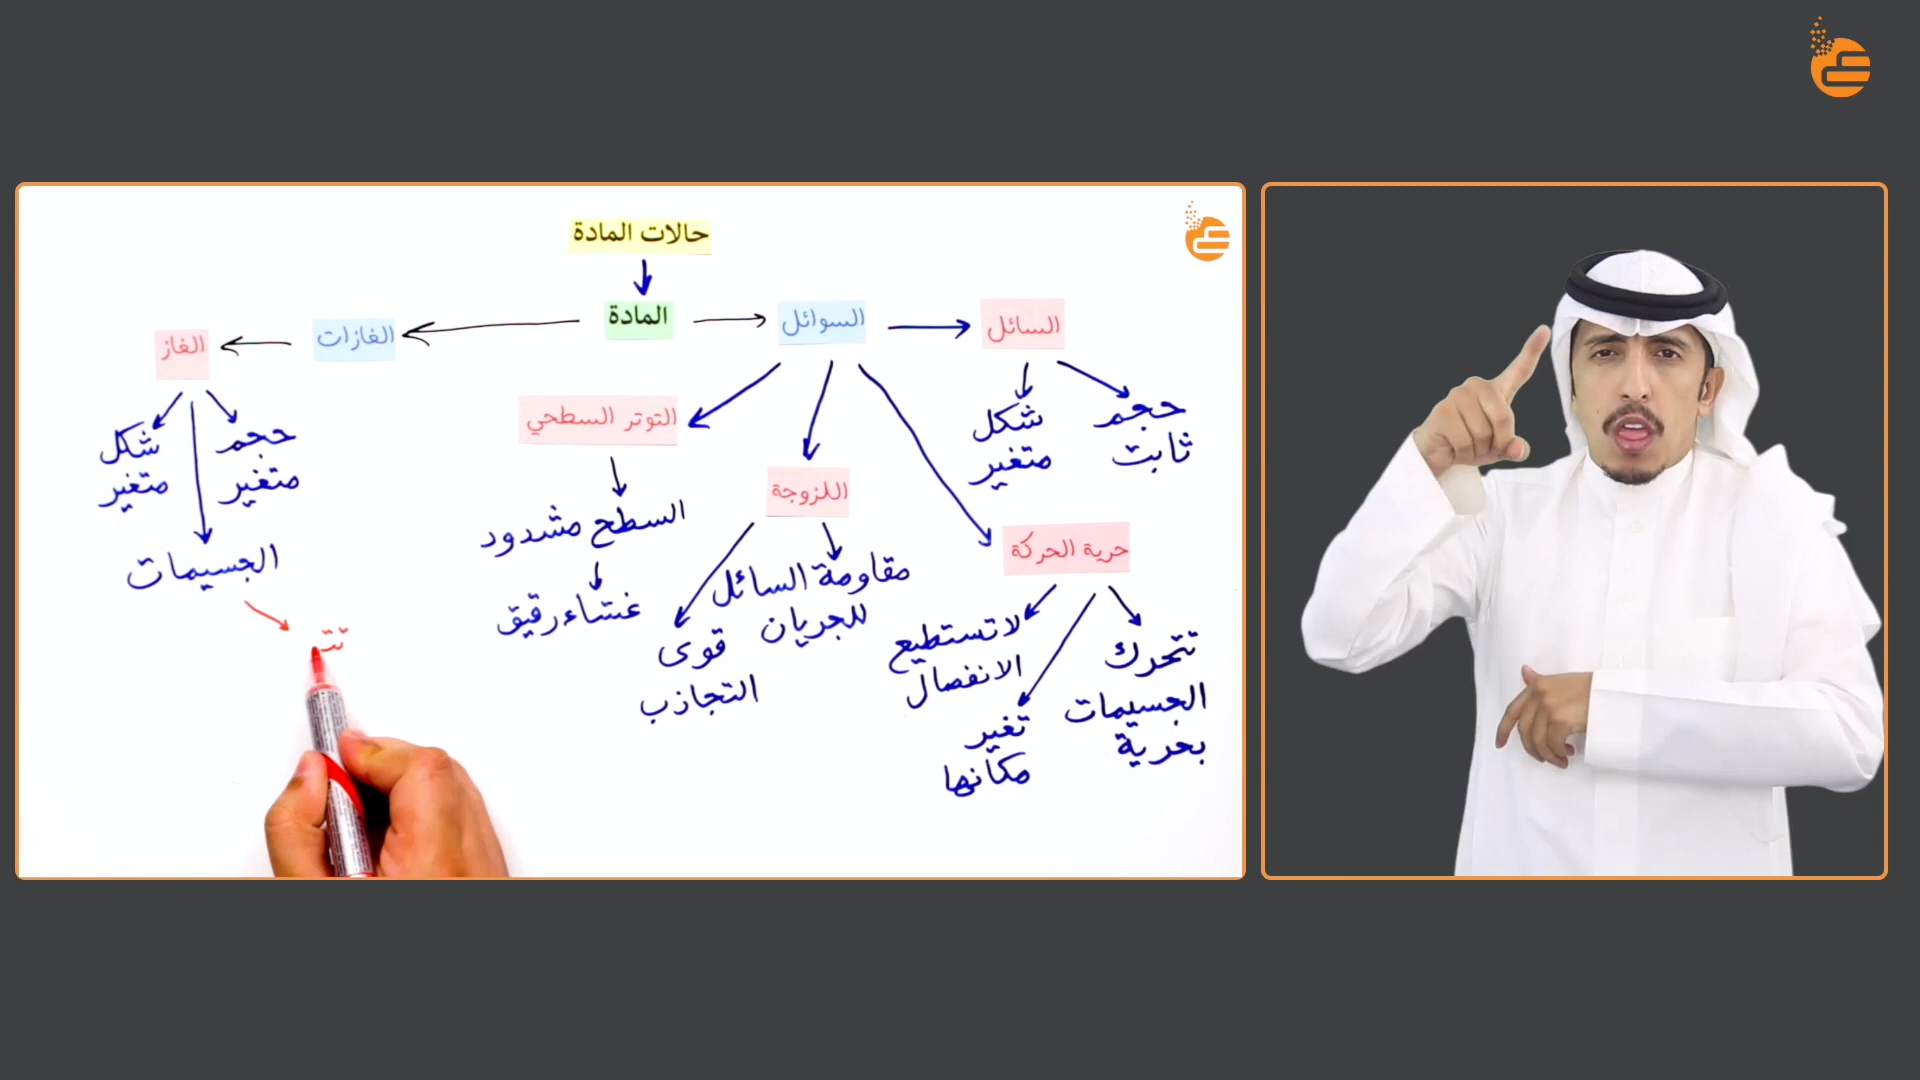 حالات المادة
المادة
السوائل
السائل
حجم
ثابت
شكل
متغير
حرية الحركة
تتحرك
الجسيمات
بحرية
تغير
مكانها
لا تستطيع
الانفصال
اللزوجة
مقاومة السائل
للجريان
قوى
التجاذب
التوتر السطحي
السطح مشدود
غشاء رقيق
الغازات
الغاز
حجم
متغير
شكل
متغير
الجسيمات
تت